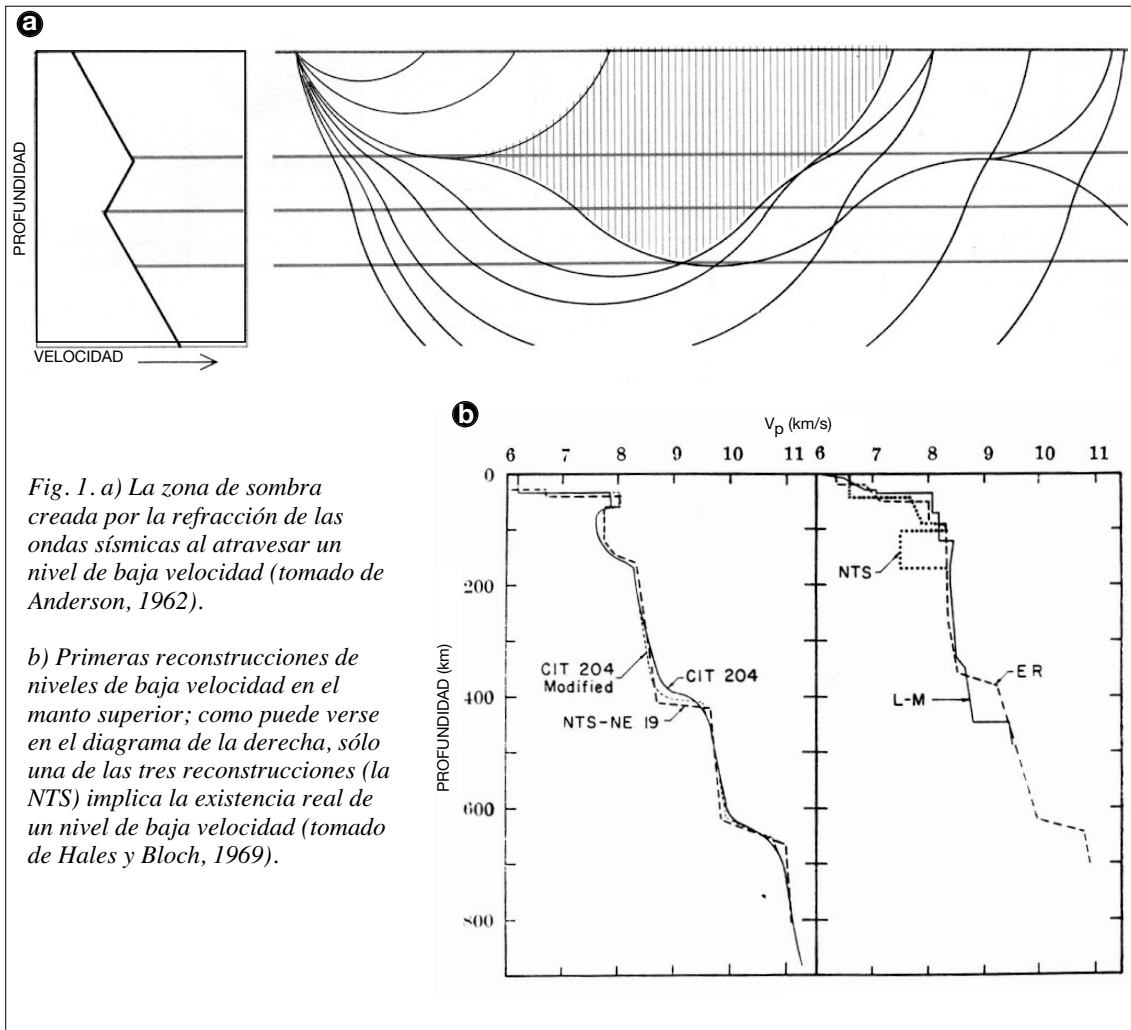 a
PROFUNDIDAD
VELOCIDAD
b
Vp (km/s)
6 7 8 9 10 11 6 7 8 9 10 11
0
200
400
600
800
PROFUNDIDAD (km)
CIT 204
Modified
CIT 204
NTS-NE 19
NTS
ER
L-M
Fig. 1. a) La zona de sombra
creada por la refracción de las
ondas sísmicas al atravesar un
nivel de baja velocidad (tomado de
Anderson, 1962).
b) Primeras reconstrucciones de
niveles de baja velocidad en el
manto superior; como puede verse
en el diagrama de la derecha, sólo
una de las tres reconstrucciones (la
NTS) implica la existencia real de
un nivel de baja velocidad (tomado
de Hales y Bloch, 1969).